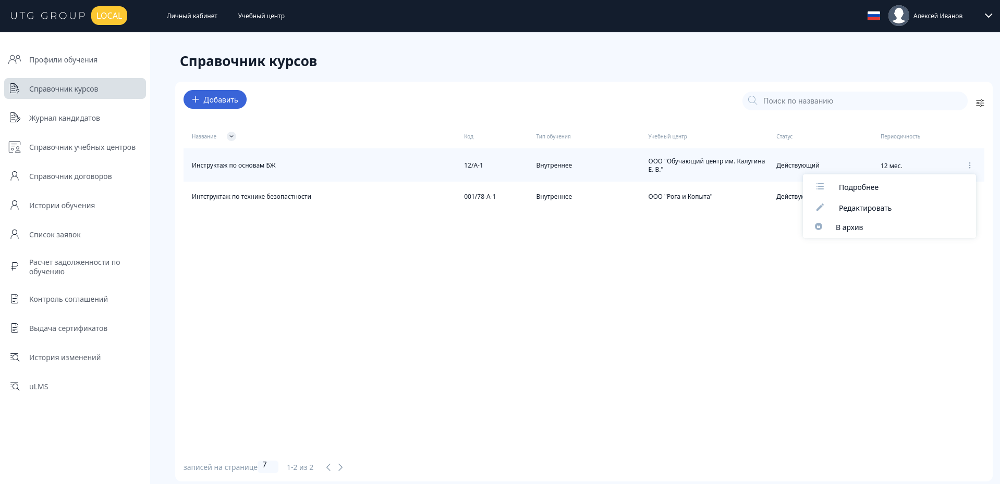 UTG GROUP LOCAL
Личный кабинет
Учебный центр
Алексей Иванов
Профили обучения
Справочник курсов
Журнал кандидатов
Справочник учебных центров
Справочник договоров
Истории обучения
Список заявок
Расчет задолженности по
обучению
Контроль соглашений
Выдача сертификатов
История изменений
uLMS
Справочник курсов
Добавить
Поиск по названию
Название
Код
Тип обучения
Учебный центр
Статус
Периодичность
Инструктаж по основам БЖ
12/А-1
Внутреннее
ООО "Обучающий центр им. Калугина
Е. В."
Действующий
12 мес.
Интструктаж по технике безопастности
001/78-А-1
Внутреннее
ООО "Рога и Копыта"
Действую
Подробнее
Редактировать
В архив
записей на странице 7
1-2 из 2